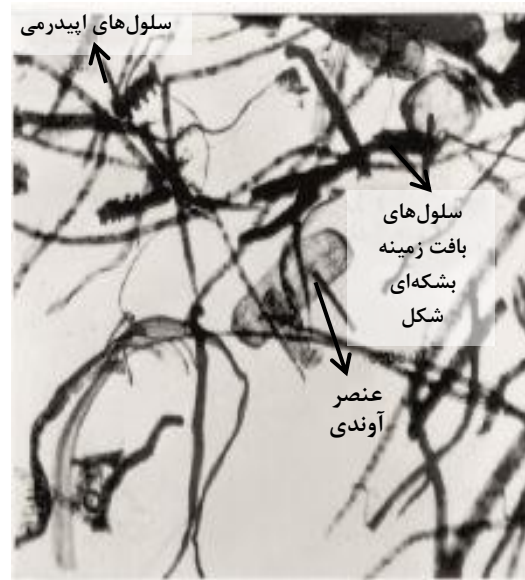 سلول‌های اپیدرمی
سلول‌های
بافت زمینه
بشکه‌ای
شکل
عنصر
آوندی